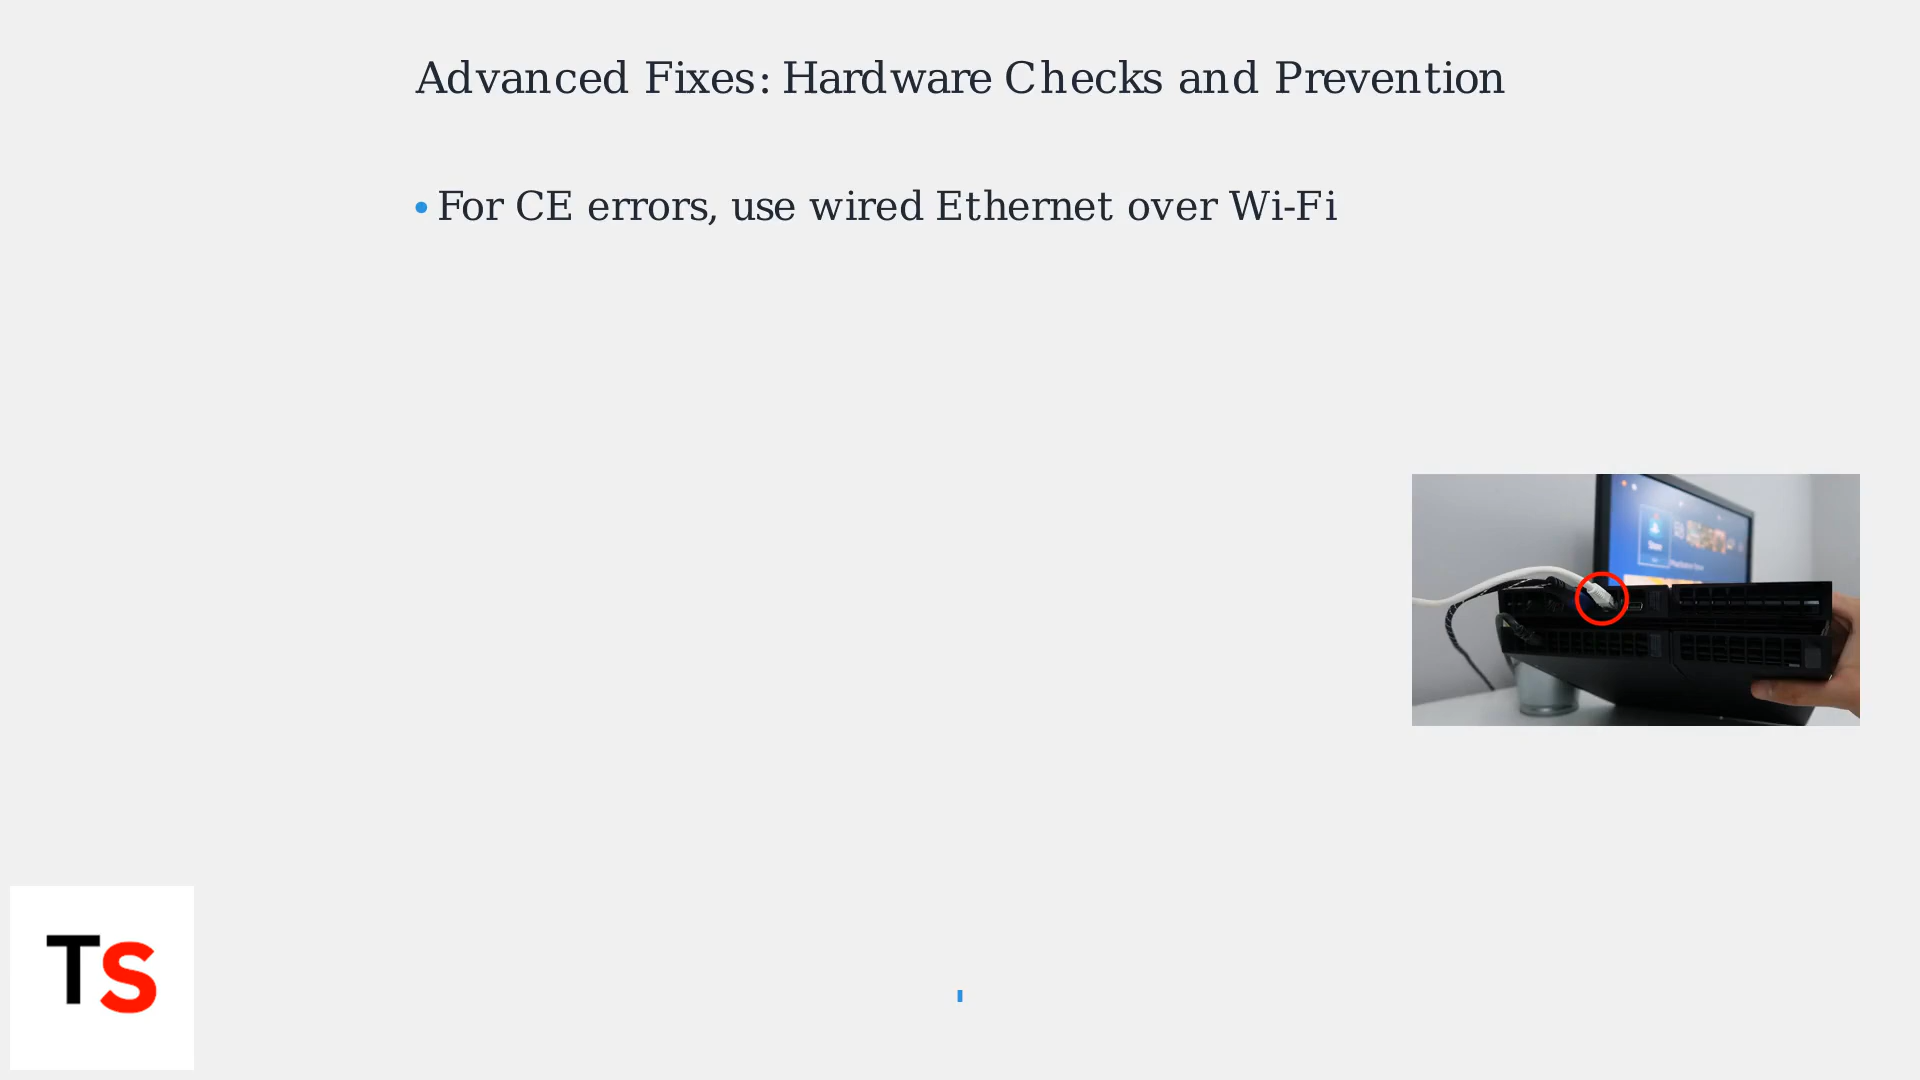 Advanced Fixes: Hardware Checks and Prevention
• For CE errors, use wired Ethernet over Wi-Fi
TS